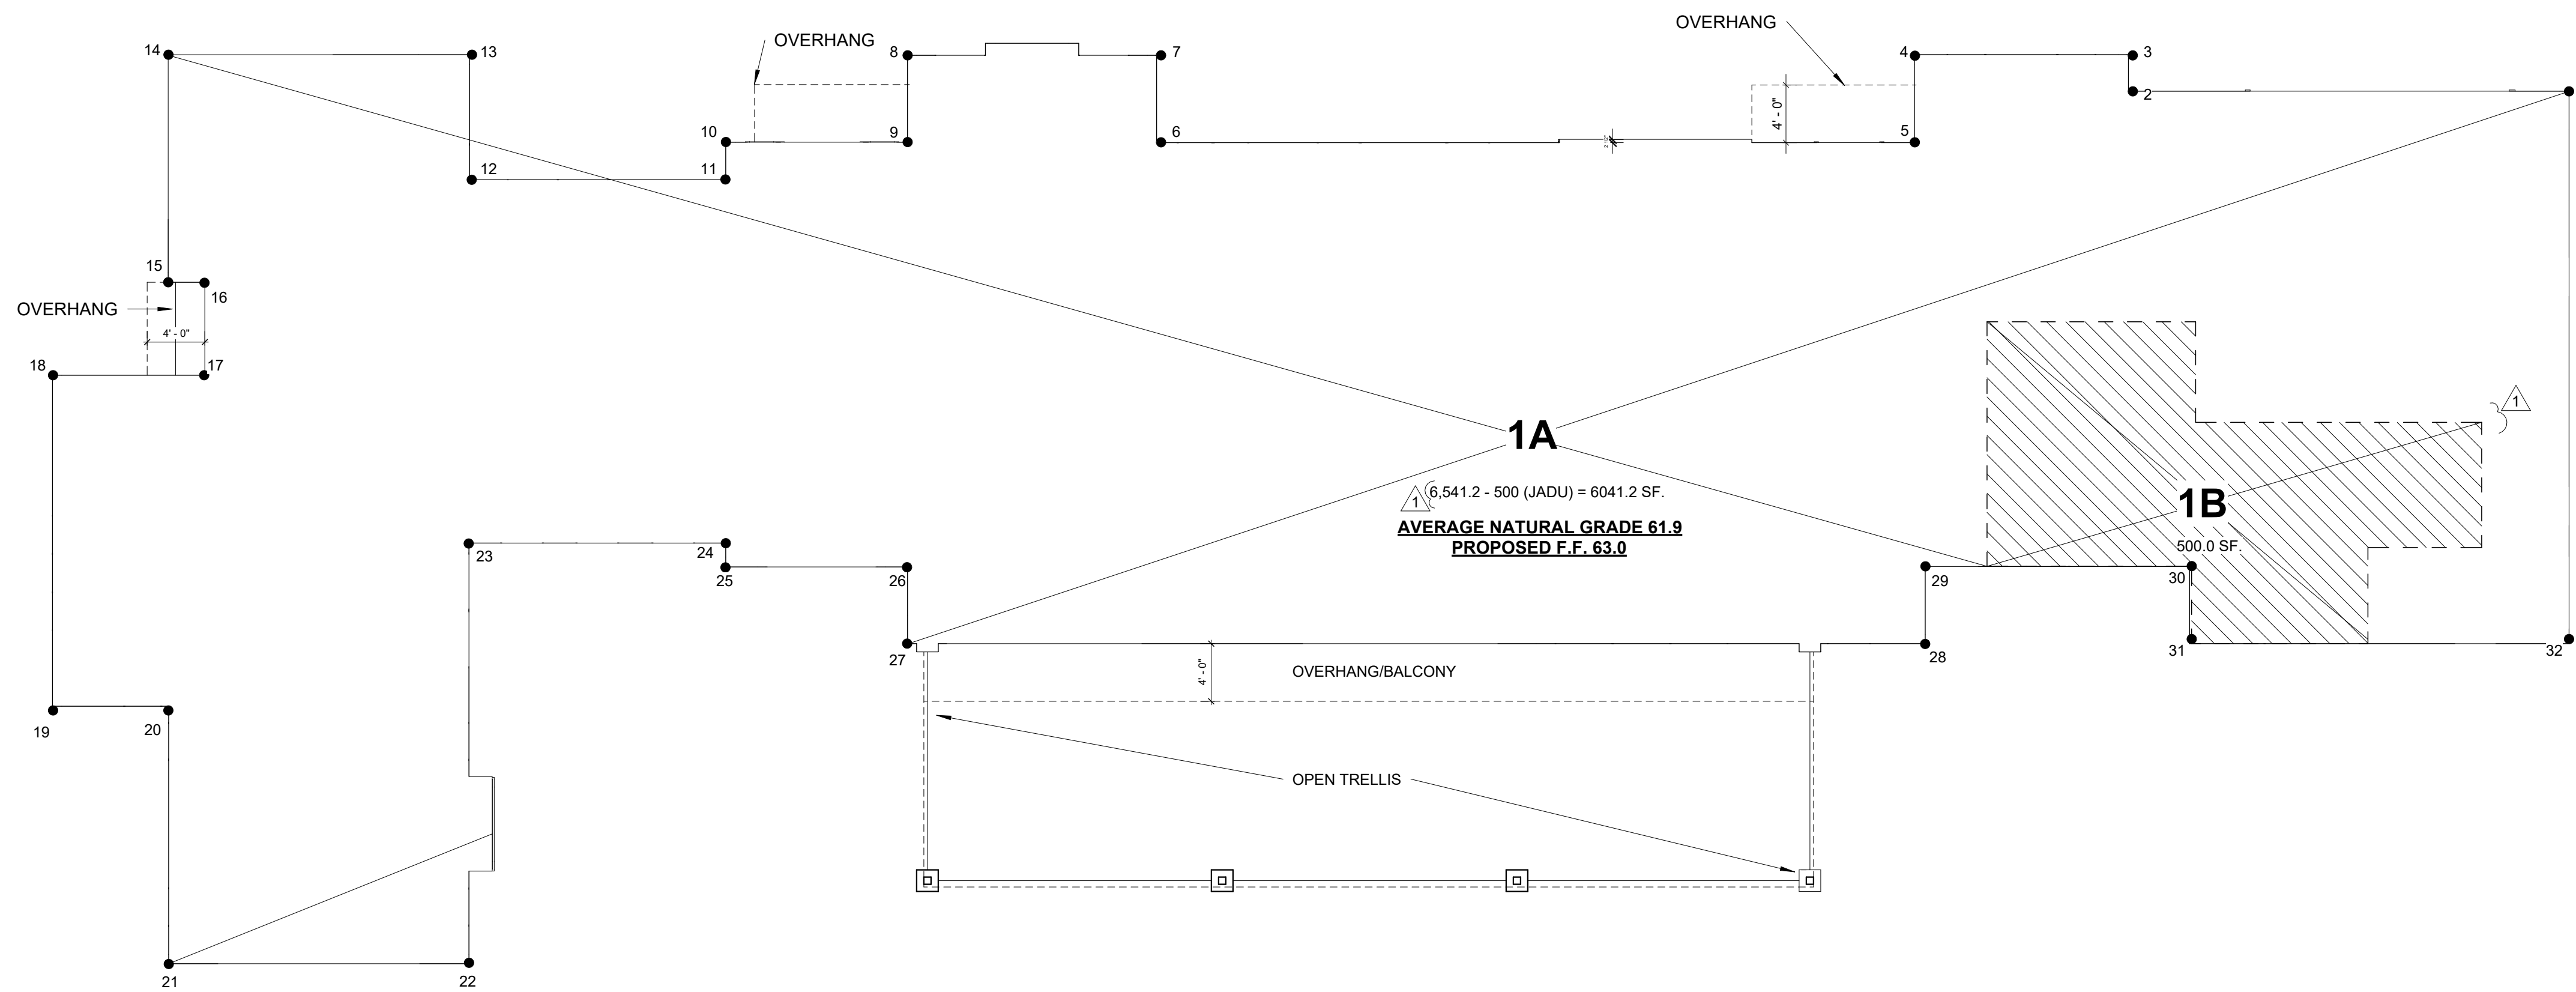 OVERHANG
OVERHANG
14
13
8
7
4
3
2
4' - 0"
10
9
6
5
11
12
15
16
OVERHANG
4' - 0"
18
17
1
1A
1
6,541.2 - 500 (JADU) = 6041.2 SF.
AVERAGE NATURAL GRADE 61.9
PROPOSED F.F. 63.0
1B
500.0 SF.
23
24
25
26
29
30
27
28
31
32
4' - 0"
OVERHANG/BALCONY
19
20
OPEN TRELLIS
21
22